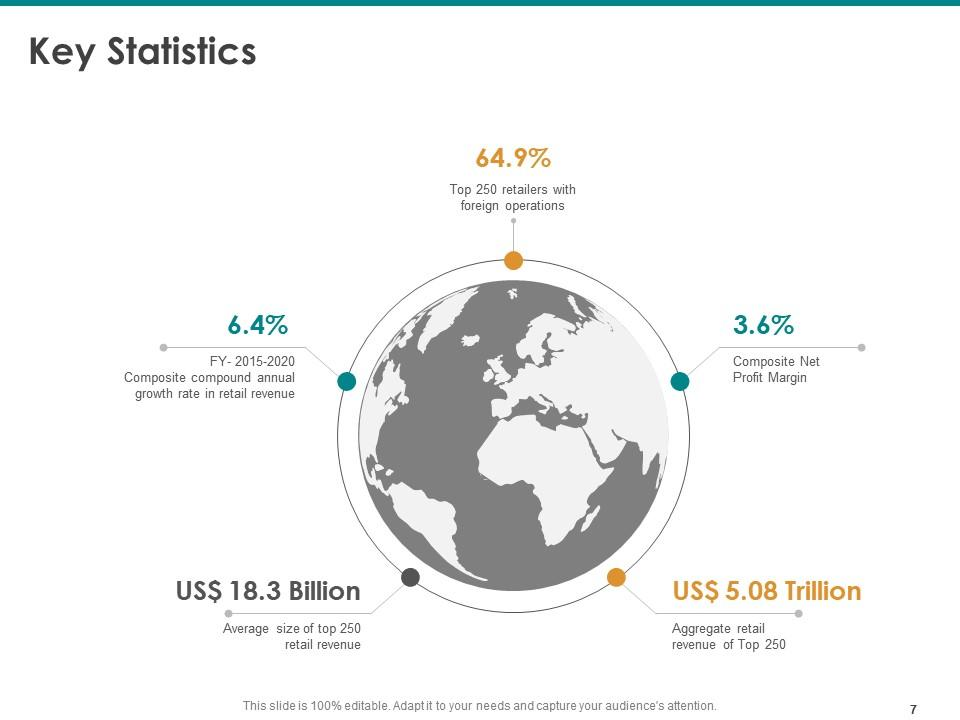 Key Statistics
64.9%
Top 250 retailers with
foreign operations
6.4%
FY- 2015-2020
Composite compound annual
growth rate in retail revenue
3.6%
Composite Net
Profit Margin
US$ 18.3 Billion
Average size of top 250
retail revenue
US$ 5.08 Trillion
Aggregate retail
revenue of Top 250
This slide is 100% editable. Adapt it to your needs and capture your audience's attention.
7